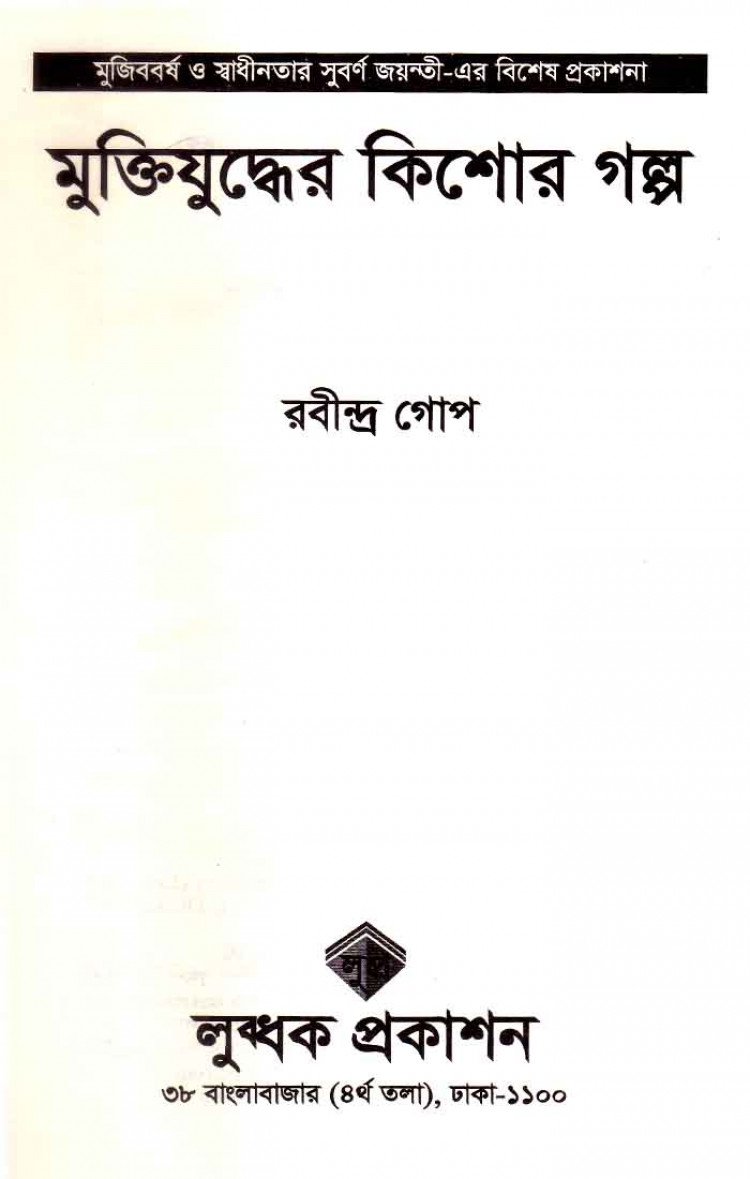 মুজিববর্ষ ও স্বাধীনতার সুবর্ণ জয়ন্তী-এর বিশেষ প্রকাশনা
মুক্তিযুদ্ধের কিশোর গল্প
রবীন্দ্র গোপ
লুব্ধক প্রকাশন
৩৮ বাংলাবাজার (৪র্থ তলা), ঢাকা-১১০০